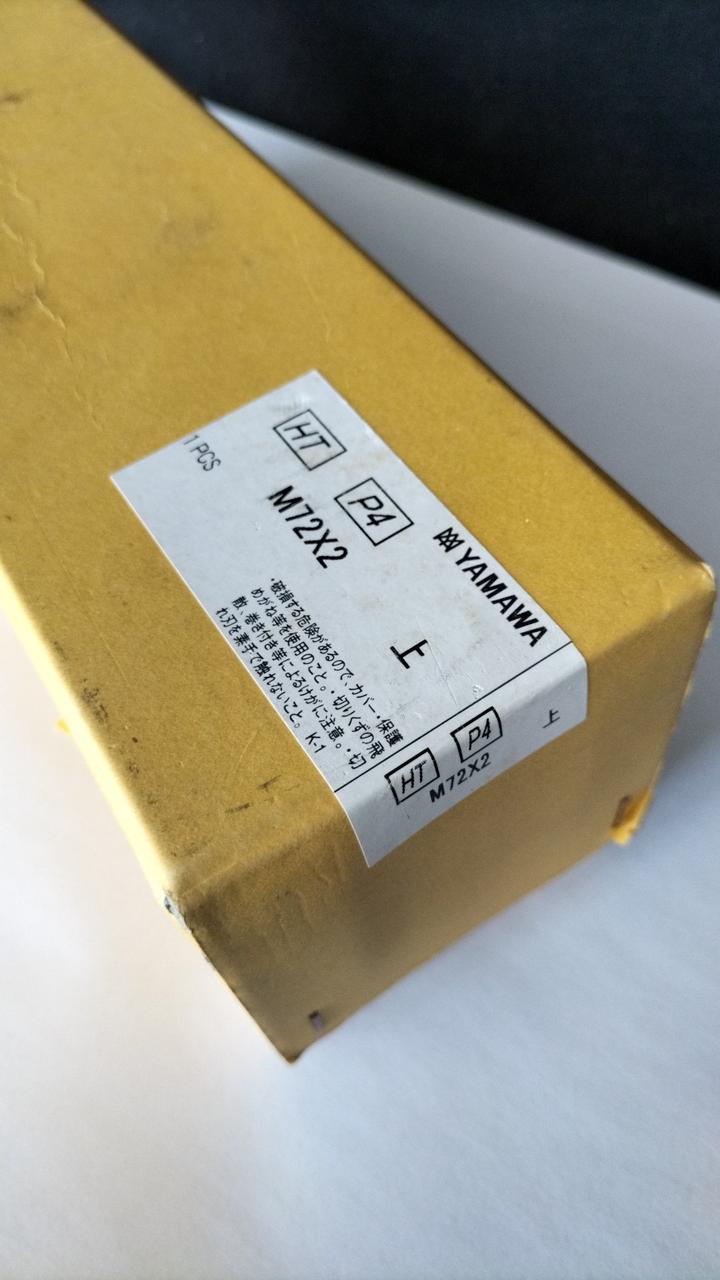 YAMAWA
HT P4
M72X2 上
1 PCS
・破損する危険があるので、カバー・保護
めがね等を使用のこと。・切りくずの飛
散、巻き付き等によるけがに注意。・切
れ刃を素手で触れないこと。 K-1
HT P4 上
M72X2